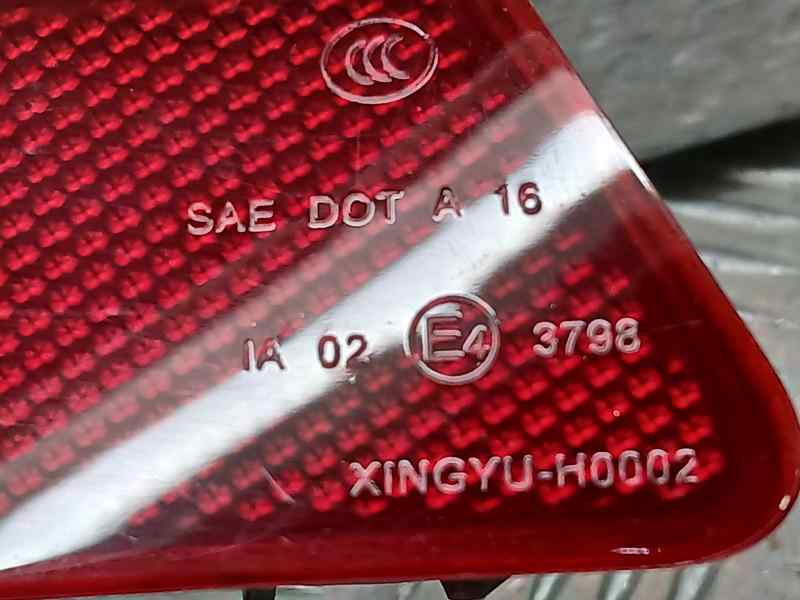 CCC
SAE DOT A 16
IA 02 E4 3798
XINGYU-H0002